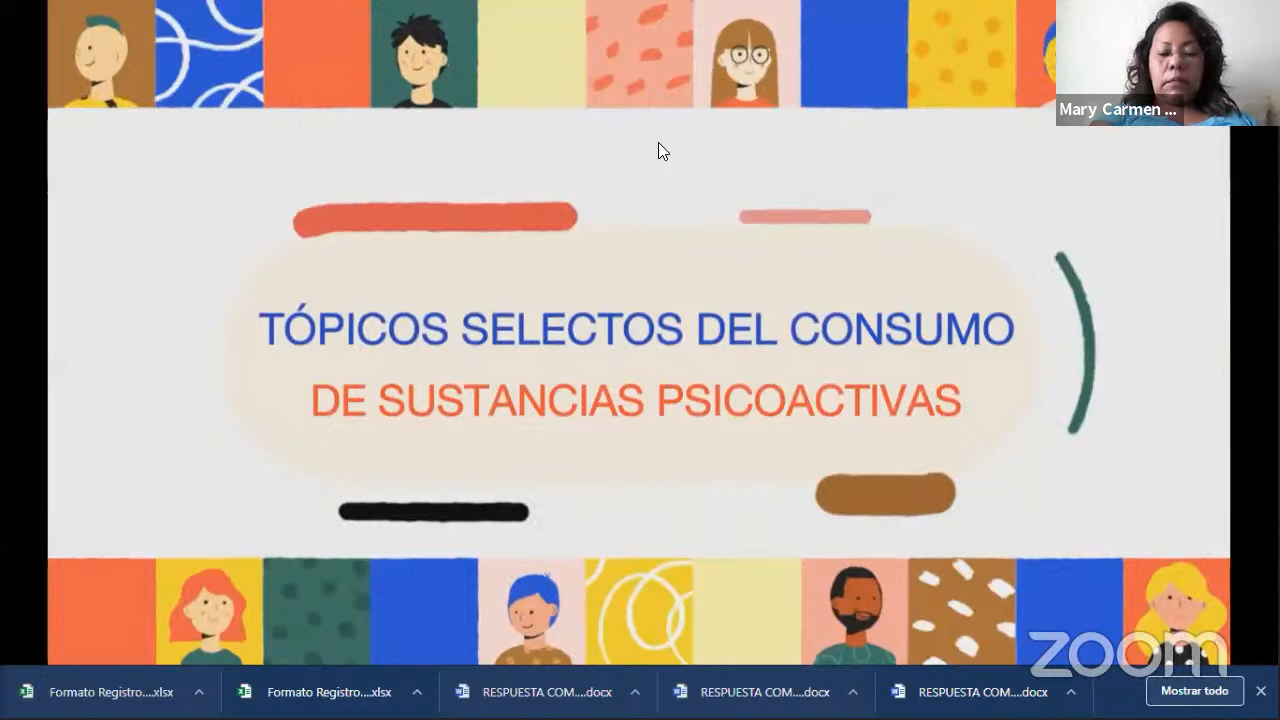 Mary Carmen ...
TÓPICOS SELECTOS DEL CONSUMO
DE SUSTANCIAS PSICOACTIVAS
zoom
Formato Registro....xlsx
Formato Registro....xlsx
RESPUESTA COM....docx
RESPUESTA COM....docx
RESPUESTA COM....docx
Mostrar todo